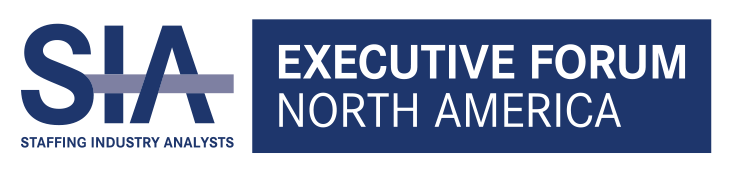 SIA
STAFFING INDUSTRY ANALYSTS
EXECUTIVE FORUM
NORTH AMERICA